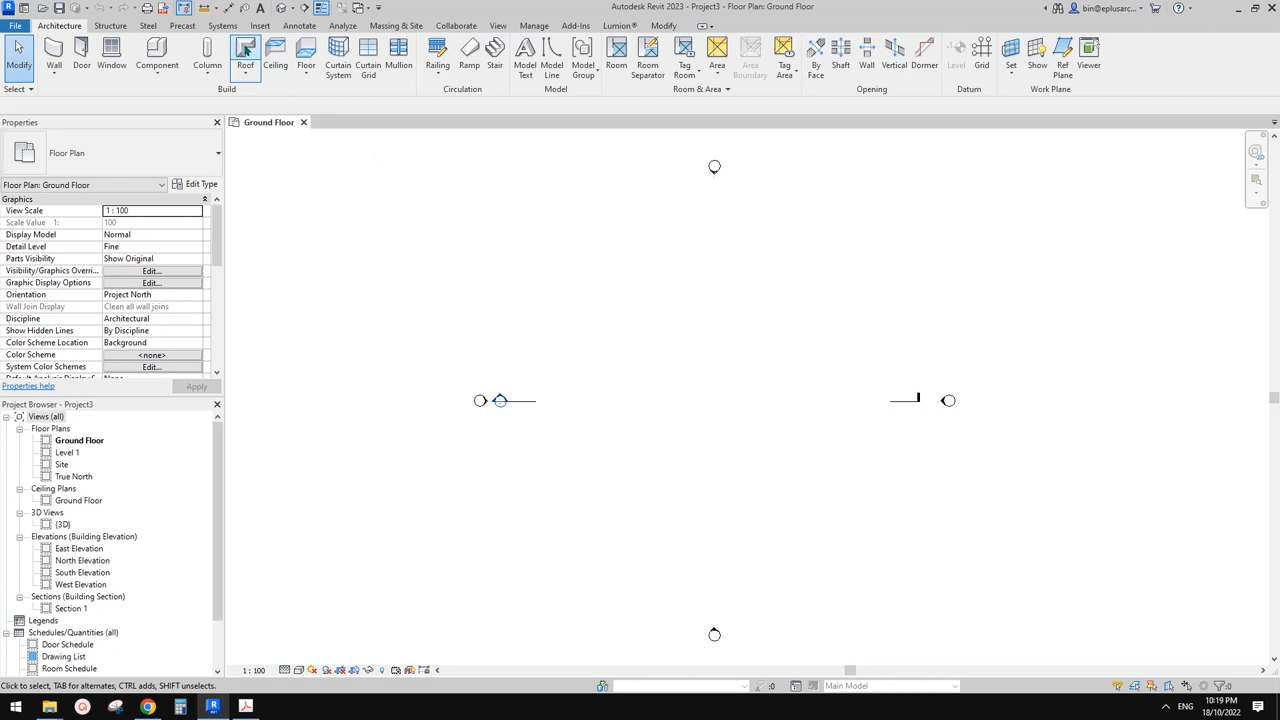 Autodesk Revit 2023 - Project3 - Floor Plan: Ground Floor
bin@eplusarc...
File Architecture Structure Steel Precast Systems Insert Annotate Analyze Massing & Site Collaborate View Manage Add-Ins Lumion® Modify
Modify Wall Door Window Component Column Roof Ceiling Floor Curtain System Curtain Grid Mullion Railing Ramp Stair Model Text Model Line Model Group Room Room Separator Tag Room Area Area Boundary Tag Area By Face Shaft Wall Vertical Dormer Level Grid Set Show Ref Plane Viewer
Select Build Circulation Model Room & Area Opening Datum Work Plane
Properties
Ground Floor
Floor Plan
Floor Plan: Ground Floor Edit Type
Graphics
View Scale 1 : 100
Scale Value 1: 100
Display Model Normal
Detail Level Fine
Parts Visibility Show Original
Visibility/Graphics Overri... Edit...
Graphic Display Options Edit...
Orientation Project North
Wall Join Display Clean all wall joins
Discipline Architectural
Show Hidden Lines By Discipline
Color Scheme Location Background
Color Scheme <none>
System Color Schemes Edit...
Properties help Apply
Project Browser - Project3
Views (all)
Floor Plans
Ground Floor
Level 1
Site
True North
Ceiling Plans
Ground Floor
3D Views
{3D}
Elevations (Building Elevation)
East Elevation
North Elevation
South Elevation
West Elevation
Sections (Building Section)
Section 1
Legends
Schedules/Quantities (all)
Door Schedule
Drawing List
Room Schedule
1 : 100
Click to select, TAB for alternates, CTRL adds, SHIFT unselects. :0 Main Model :0
ENG
10:19 PM
18/10/2022